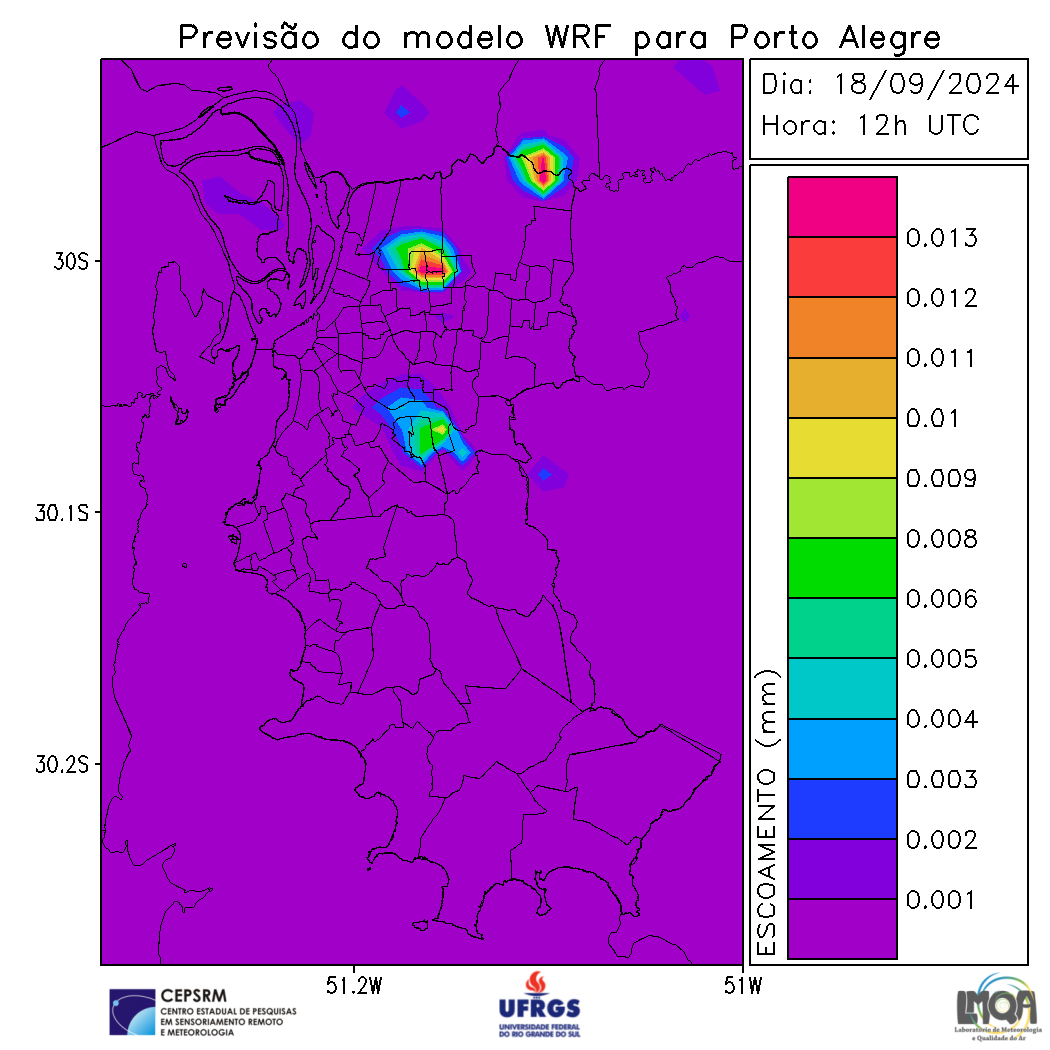 Previsão do modelo WRF para Porto Alegre
Dia: 18/09/2024
Hora: 12h UTC
30S
30.1S
30.2S
51.2W
51W
ESCOAMENTO (mm)
0.013
0.012
0.011
0.01
0.009
0.008
0.006
0.005
0.004
0.003
0.002
0.001
CEPSRM
CENTRO ESTADUAL DE PESQUISAS
EM SENSORIAMENTO REMOTO
E METEOROLOGIA
UFRGS
UNIVERSIDADE FEDERAL
DO RIO GRANDE DO SUL
LMQA
Laboratório de Meteorologia
e Qualidade do Ar